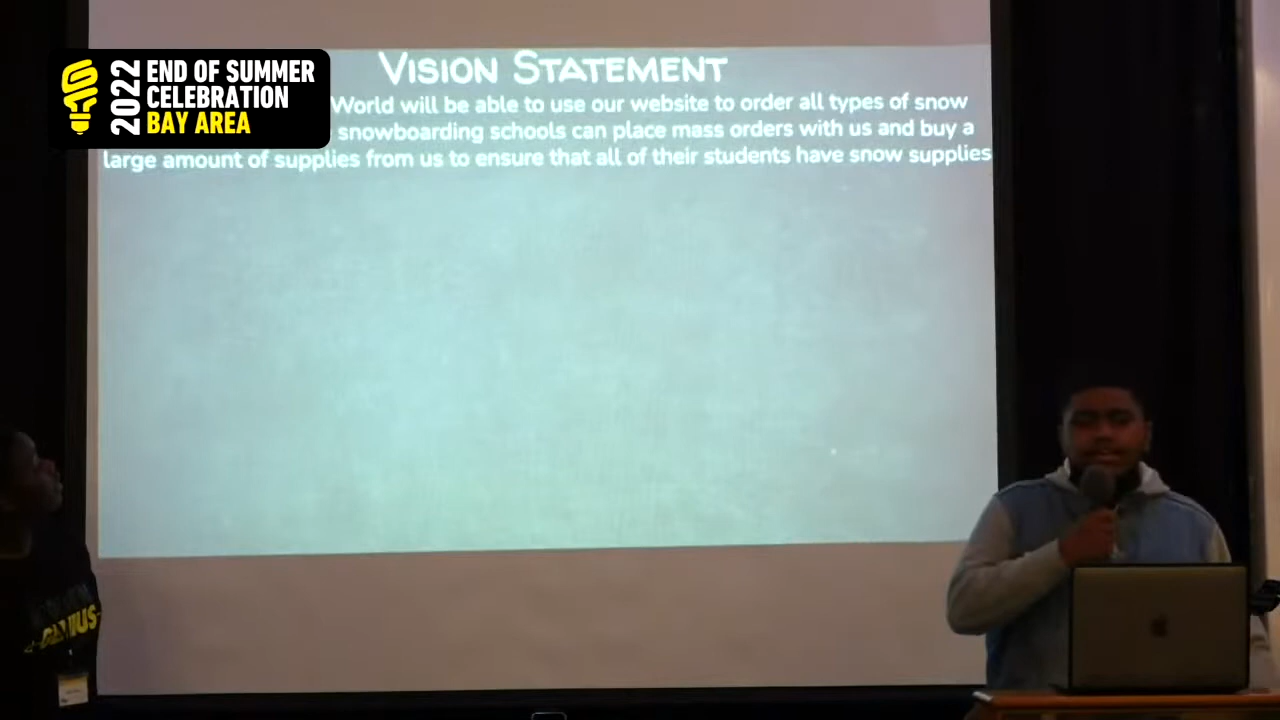 2022
END OF SUMMER
CELEBRATION
BAY AREA
VISION STATEMENT
World will be able to use our website to order all types of snow
snowboarding schools can place mass orders with us and buy a
large amount of supplies from us to ensure that all of their students have snow supplies